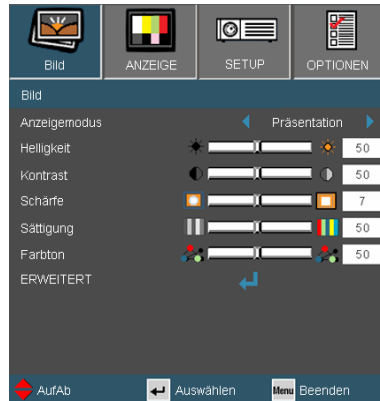 Bild ANZEIGE SETUP OPTIONEN
Bild
Anzeigemodus Präsentation
Helligkeit 50
Kontrast 50
Schärfe 7
Sättigung 50
Farbton 50
ERWEITERT
AufAb Auswählen Menu Beenden